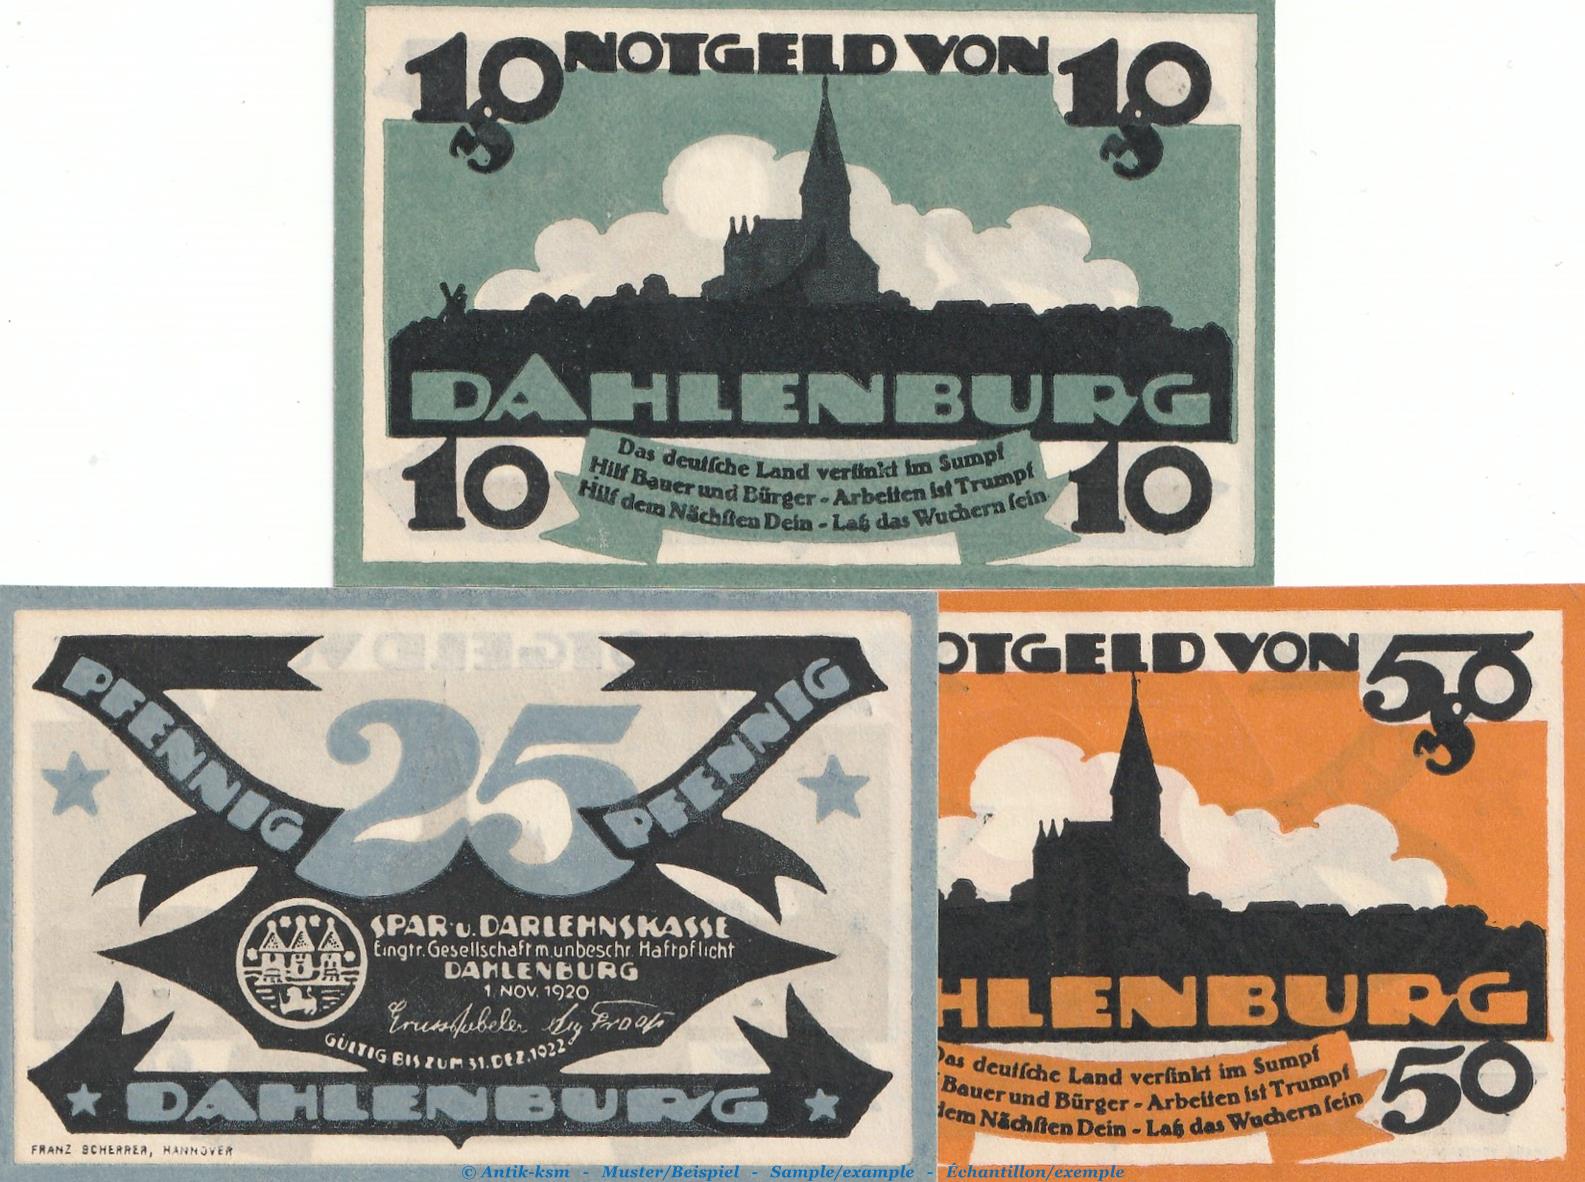 10 NOTGELD VON 10
DAHLENBURG
10 10
Das deutsche Land versinkt im Sumpf
Hilf Bauer und Bürger - Arbeiten ist Trumpf
Hilf dem Nächsten Dein - Laß das Wuchern sein
PFENNIG 25 PFENNIG
SPAR- u. DARLEHNSKASSE
Eingtr. Gesellschaft m. unbeschr. Haftpflicht
DAHLENBURG
1. NOV. 1920
GÜLTIG BIS ZUM 31. DEZ. 1922
DAHLENBURG
FRANZ SCHERRER, HANNOVER
OTGELD VON 50
HLENBURG
50
Das deutsche Land versinkt im Sumpf
Bauer und Bürger - Arbeiten ist Trumpf
dem Nächsten Dein - Laß das Wuchern sein
© Antik-ksm - Muster/Beispiel - Sample/example - Échantillon/exemple